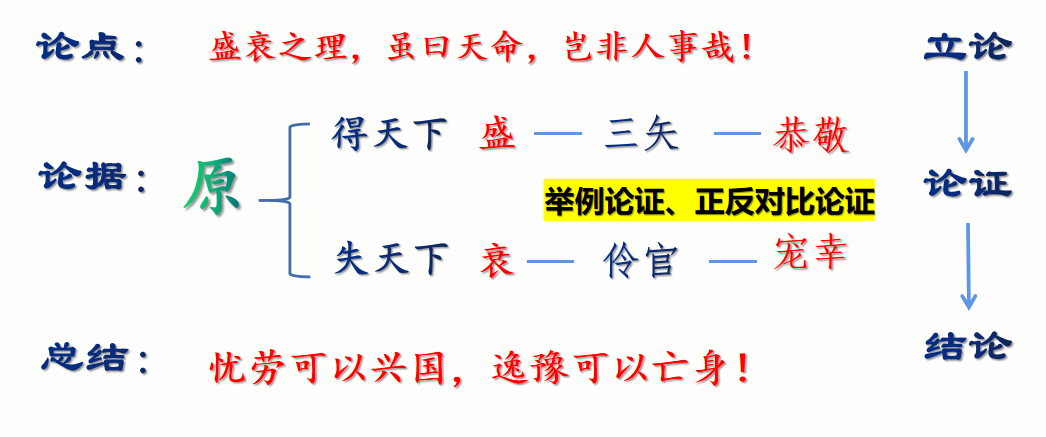 论点： 盛衰之理，虽曰天命，岂非人事哉！ 立论
得天下 盛 三矢 恭敬
论据： 原 举例论证、正反对比论证 论证
失天下 衰 伶官 宠幸
总结： 忧劳可以兴国，逸豫可以亡身！ 结论